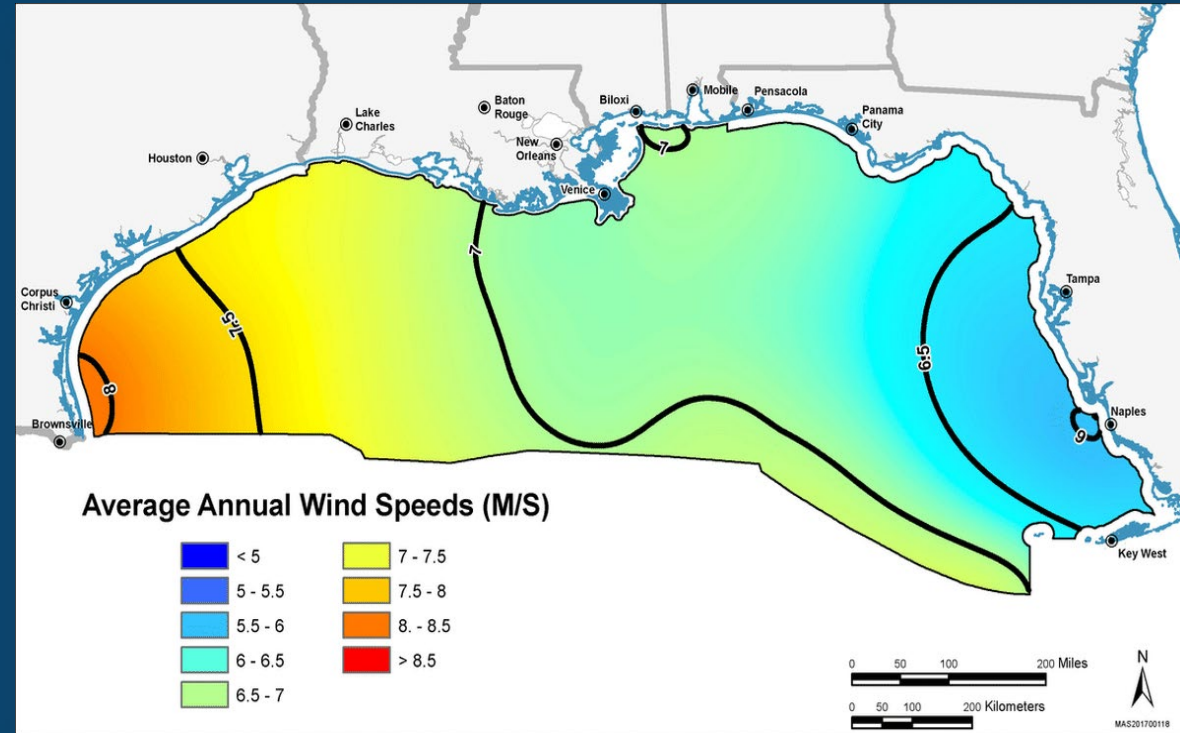 Mobile
Biloxi
Pensacola
Baton
Rouge
Panama
City
Lake
Charles
New
Orleans
7
Houston
Venice
7
Tampa
Corpus
Christi
7.5
6.5
8
Naples
6
Brownsville
Average Annual Wind Speeds (M/S)
< 5
7 - 7.5
Key West
5 - 5.5
7.5 - 8
5.5 - 6
8. - 8.5
6 - 6.5
> 8.5
6.5 - 7
0 50 100 200 Miles
0 50 100 200 Kilometers
N
MAS201700118